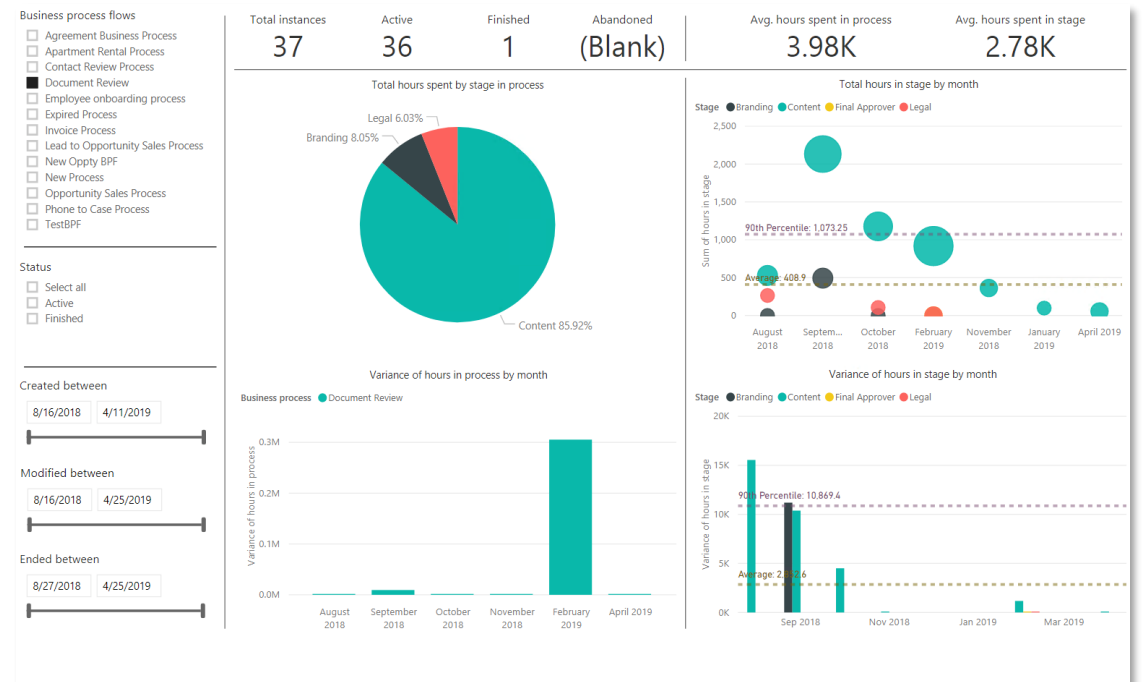 Business process flows
Agreement Business Process
Apartment Rental Process
Contact Review Process
Document Review
Employee onboarding process
Expired Process
Invoice Process
Lead to Opportunity Sales Process
New Oppty BPF
New Process
Opportunity Sales Process
Phone to Case Process
TestBPF
Status
Select all
Active
Finished
Created between
8/16/2018 4/11/2019
Modified between
8/16/2018 4/25/2019
Ended between
8/27/2018 4/25/2019
Total instances
37
Active
36
Finished
1
Abandoned
(Blank)
Avg. hours spent in process
3.98K
Avg. hours spent in stage
2.78K
Total hours spent by stage in process
Legal 6.03%
Branding 8.05%
Content 85.92%
Total hours in stage by month
Stage Branding Content Final Approver Legal
Sum of hours in stage
2,500
2,000
1,500
90th Percentile: 1,073.25
1,000
500
Average: 408.9
0
August 2018
Septem... 2018
October 2018
February 2019
November 2018
January 2019
April 2019
Variance of hours in process by month
Business process Document Review
Variance of hours in process
0.3M
0.2M
0.1M
0.0M
August 2018
September 2018
October 2018
November 2018
February 2019
April 2019
Variance of hours in stage by month
Stage Branding Content Final Approver Legal
Variance of hours in stage
20K
15K
90th Percentile: 10,869.4
10K
5K
Average:
0K
Sep 2018
Nov 2018
Jan 2019
Mar 2019